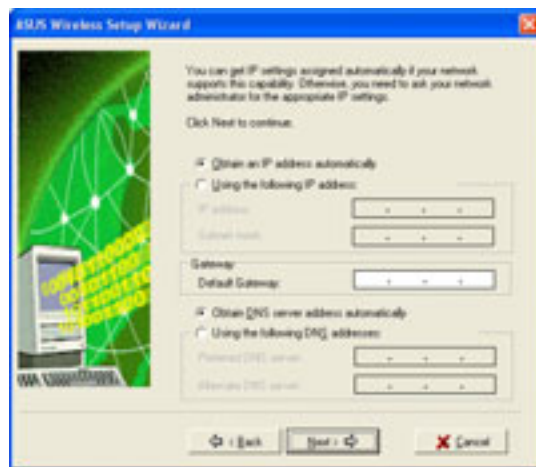 ASUS Wireless Setup Wizard
You can get IP settings assigned automatically if your network
supports this capability. Otherwise, you need to ask your network
administrator for the appropriate IP settings.
Click Next to continue.
Obtain an IP address automatically
Using the following IP address:
IP address:
Subnet mask:
Gateway
Default Gateway:
Obtain DNS server address automatically
Using the following DNS addresses:
Preferred DNS server:
Alternate DNS server:
< Back
Next >
Cancel